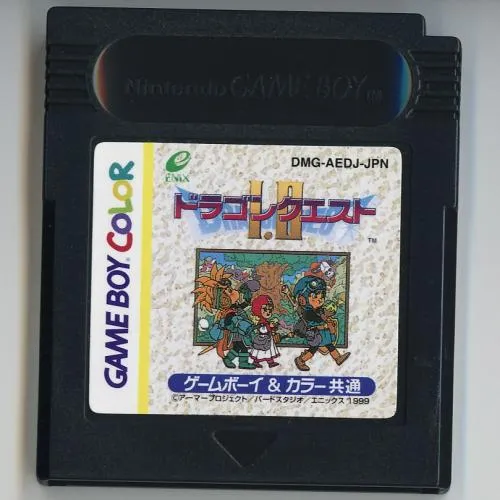 Nintendo GAME BOY TM
ENIX
DMG-AEDJ-JPN
ドラゴンクエスト
I・II
TM
GAME BOY COLOR
ゲームボーイ & カラー共通
©アーマープロジェクト/バードスタジオ/エニックス 1999